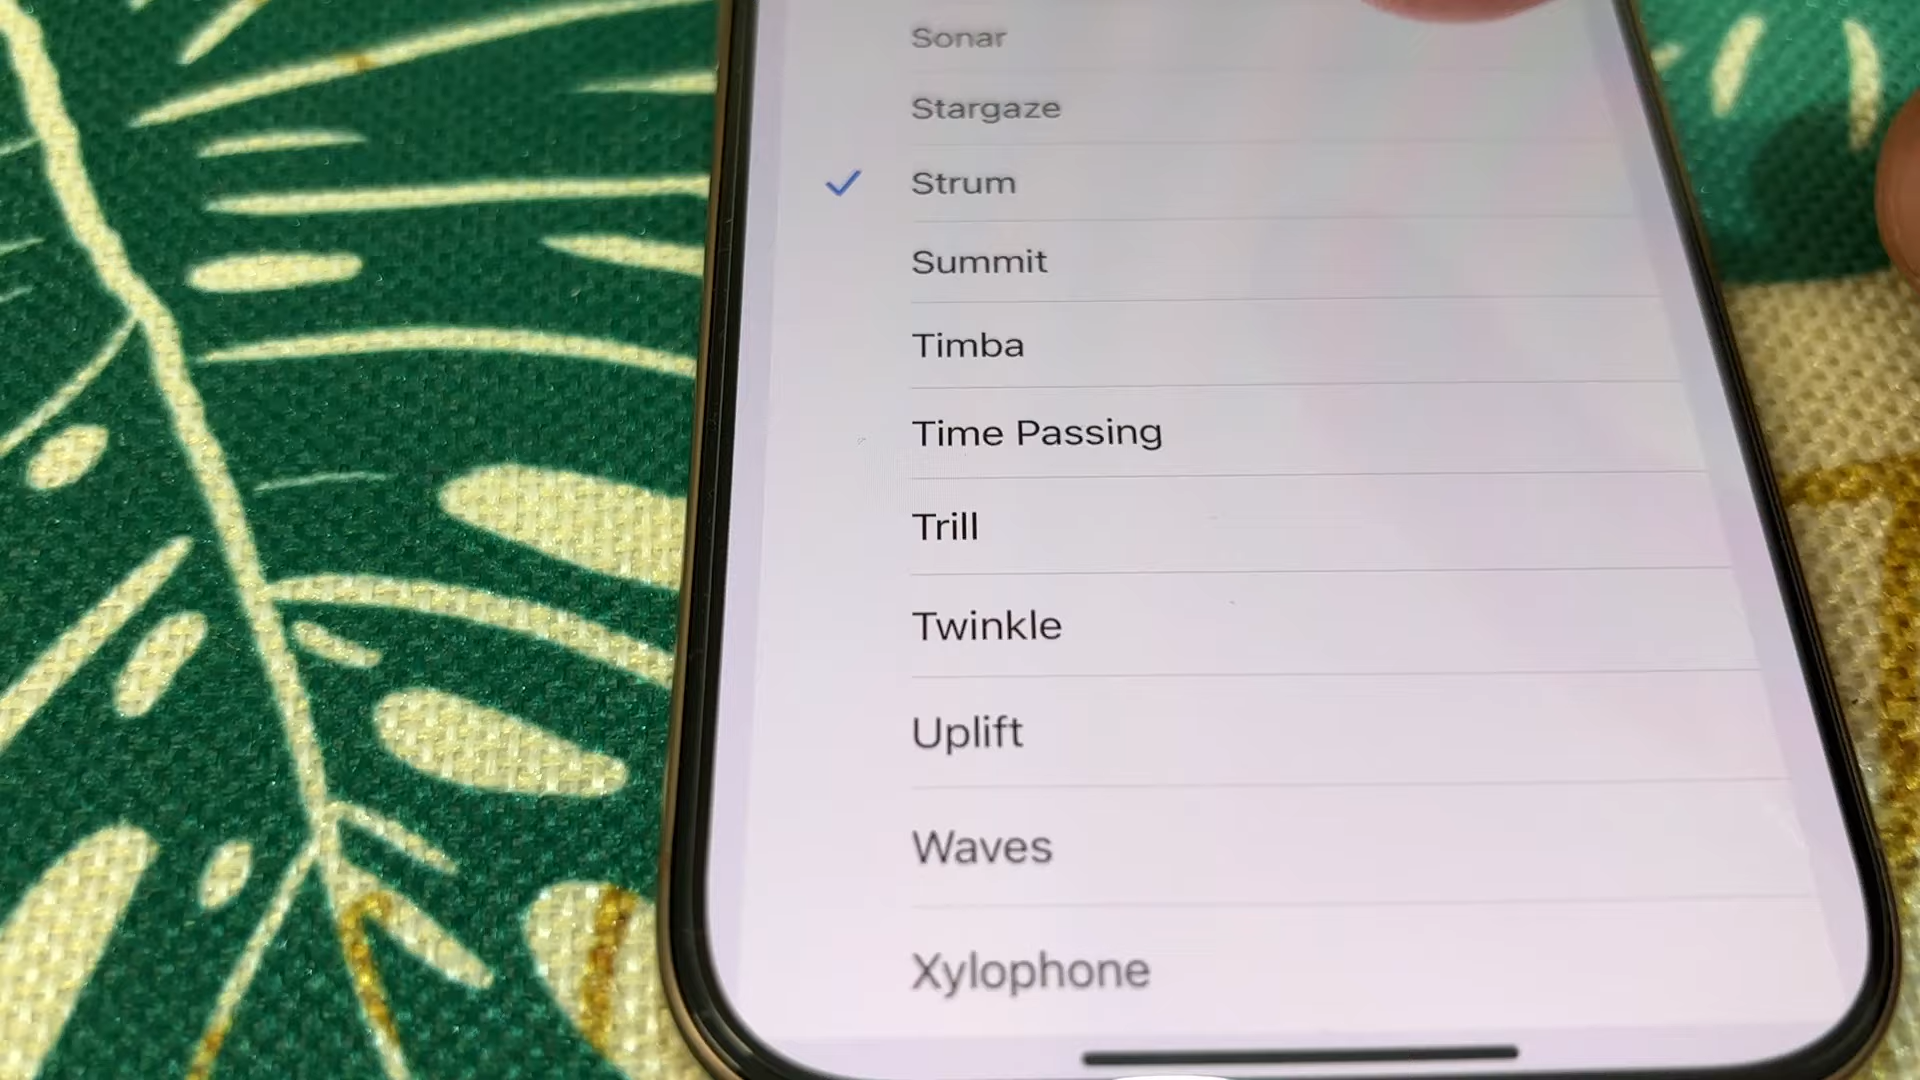 Sonar
Stargaze
Strum
Summit
Timba
Time Passing
Trill
Twinkle
Uplift
Waves
Xylophone